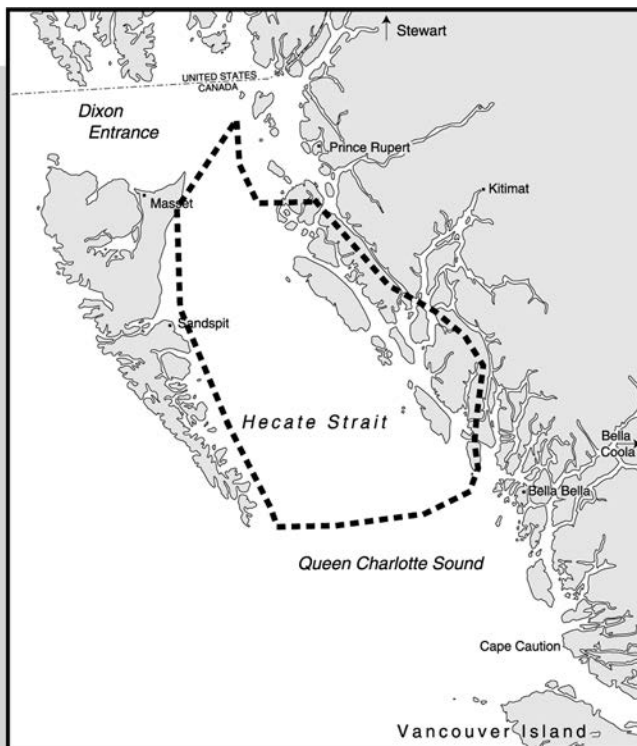 Stewart
UNITED STATES
CANADA
Dixon
Entrance
Prince Rupert
Masset
Kitimat
Sandspit
Hecate Strait
Bella
Coola
Bella Bella
Queen Charlotte Sound
Cape Caution
Vancouver Island